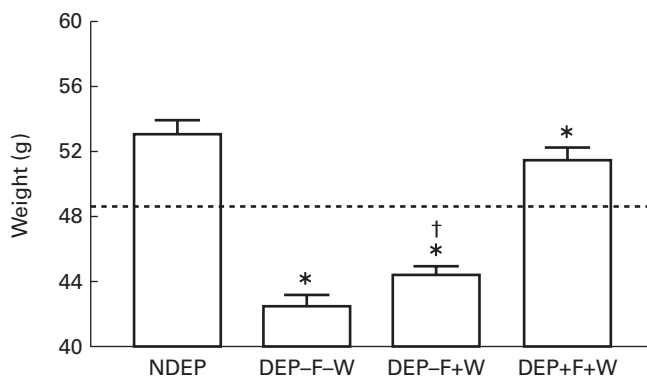 60
56
52
48
44
40
Weight (g)
*
†
*
*
NDEP
DEP–F–W
DEP–F+W
DEP+F+W